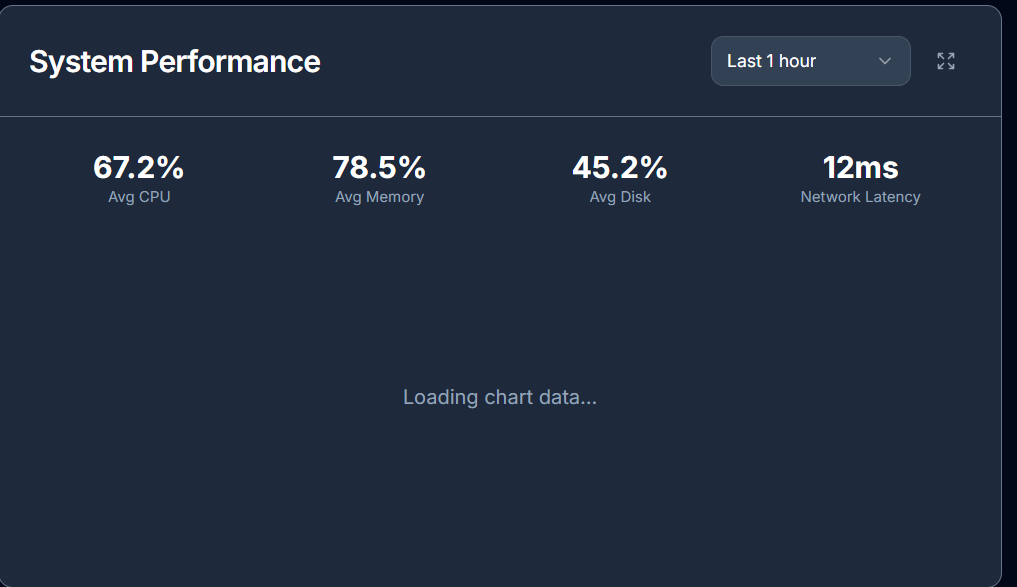 System Performance
Last 1 hour
67.2%
Avg CPU
78.5%
Avg Memory
45.2%
Avg Disk
12ms
Network Latency
Loading chart data...